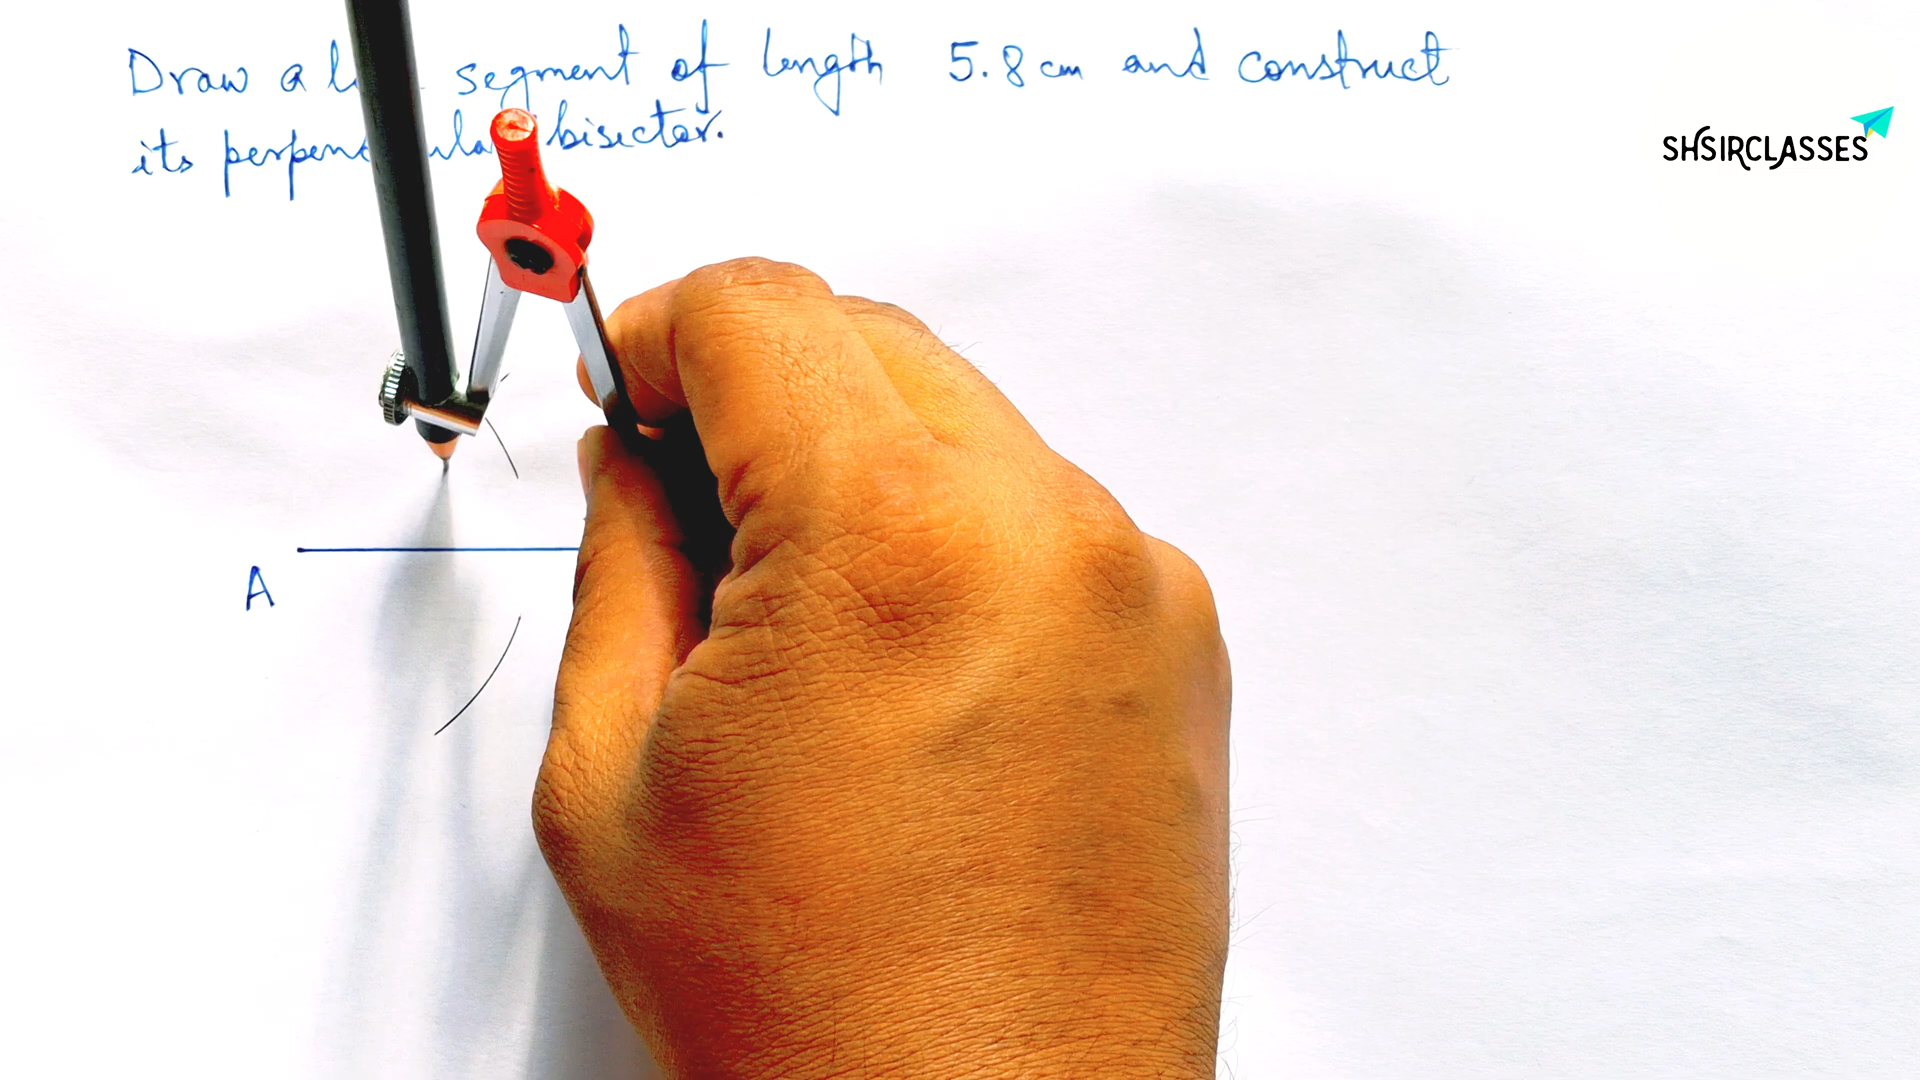 Draw a segment of length 5.8 cm and construct
its bisector.
SHSIRCLASSES
A